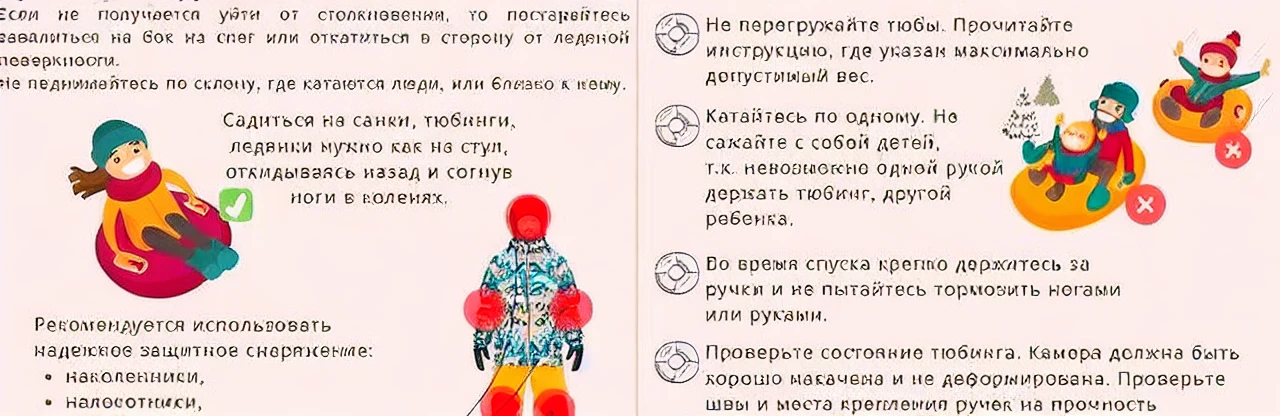 Если не получается уйти от столкновения, то постарайтесь
завалиться на бок на снег или откатиться в сторону от ледяной
поверхности.
Не поднимайтесь по склону, где катаются люди, или близко к нему.
Садиться на санки, тюбинги,
ледянки нужно как на стул,
откидываясь назад и согнув
ноги в коленях.
Рекомендуется использовать
надежное защитное снаряжение:
• наколенники,
• налокотники,
Не перегружайте тюбы. Прочитайте
инструкцию, где указан максимально
допустимый вес.
Катайтесь по одному. Не
сажайте с собой детей,
т.к. невозможно одной рукой
держать тюбинг, другой
ребенка.
Во время спуска крепко держитесь за
ручки и не пытайтесь тормозить ногами
или руками.
Проверьте состояние тюбинга. Камера должна быть
хорошо накачена и не деформирована. Проверьте
швы и места крепления ручек на прочность